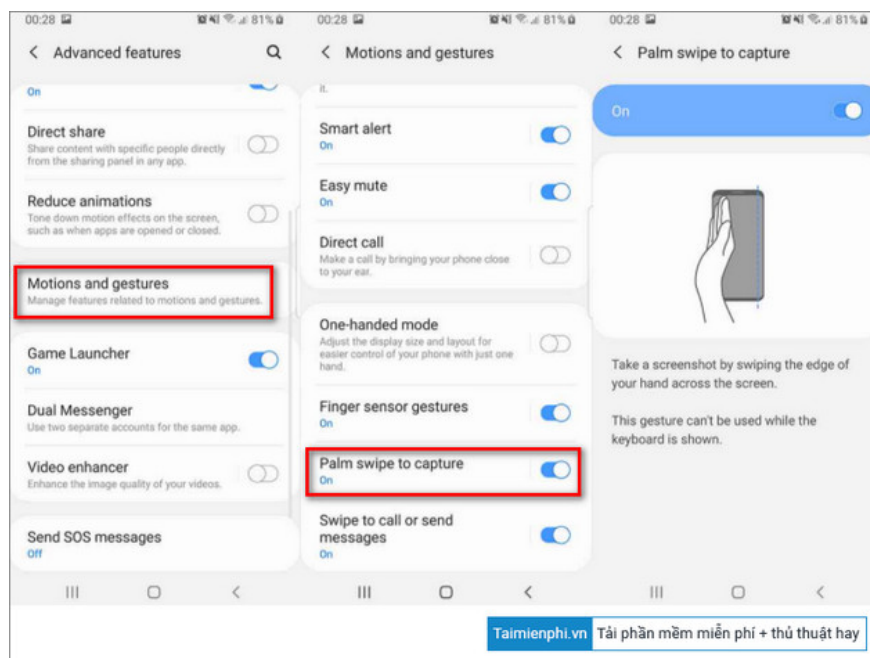 00:28
81%
Advanced features
On
Direct share
Share content with specific people directly
from the sharing panel in any app.
Reduce animations
Tone down motion effects on the screen,
such as when apps are opened or closed.
Motions and gestures
Manage features related to motions and gestures.
Game Launcher
On
Dual Messenger
Use two separate accounts for the same app.
Video enhancer
Enhance the image quality of your videos.
Send SOS messages
Off
00:28
81%
Motions and gestures
it.
Smart alert
On
Easy mute
On
Direct call
Make a call by bringing your phone close
to your ear.
One-handed mode
Adjust the display size and layout for
easier control of your phone with just one
hand.
Finger sensor gestures
On
Palm swipe to capture
On
Swipe to call or send
messages
On
00:28
81%
Palm swipe to capture
On
Take a screenshot by swiping the edge of
your hand across the screen.
This gesture can't be used while the
keyboard is shown.
Taimienphi.vn Tải phần mềm miễn phí + thủ thuật hay